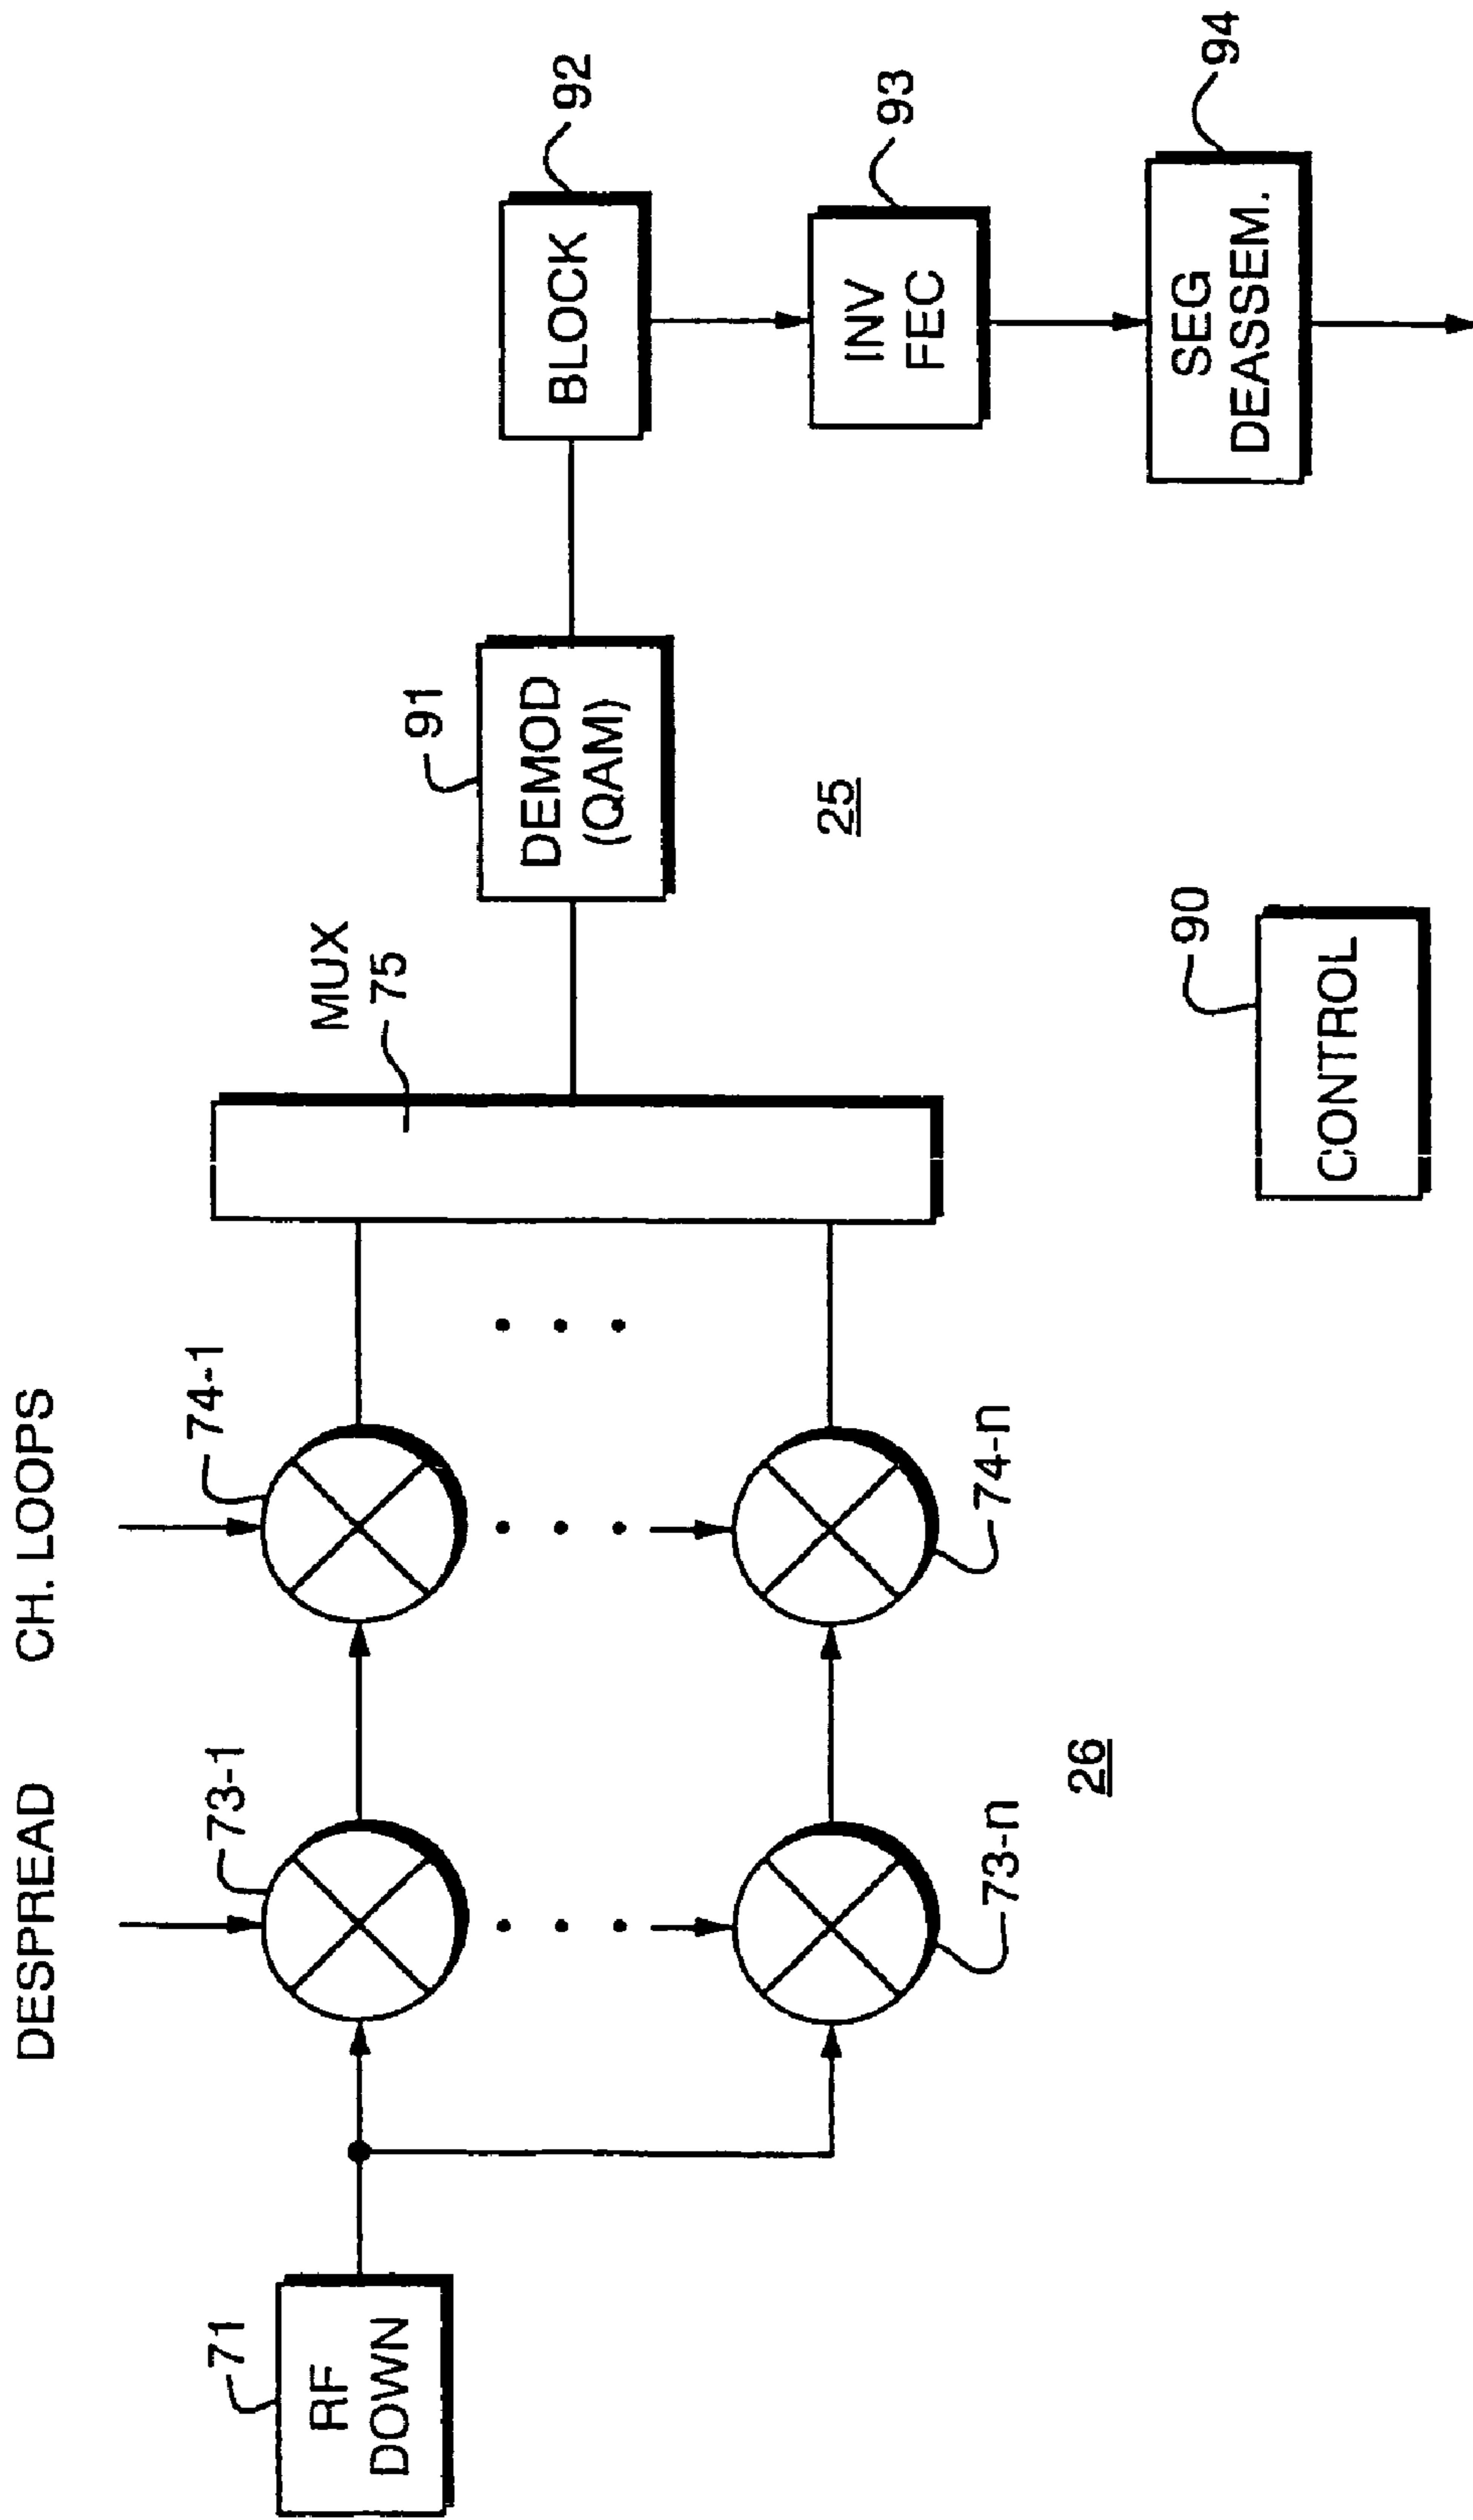 DESPREAD CH. LOOPS
71
RF
DOWN
73-1
74-1
MUX
75
91
DEMOD
(QAM)
92
BLOCK
93
INV
FEC
94
SEG
DEASSEM.
73-n
74-n
26
25
90
CONTROL